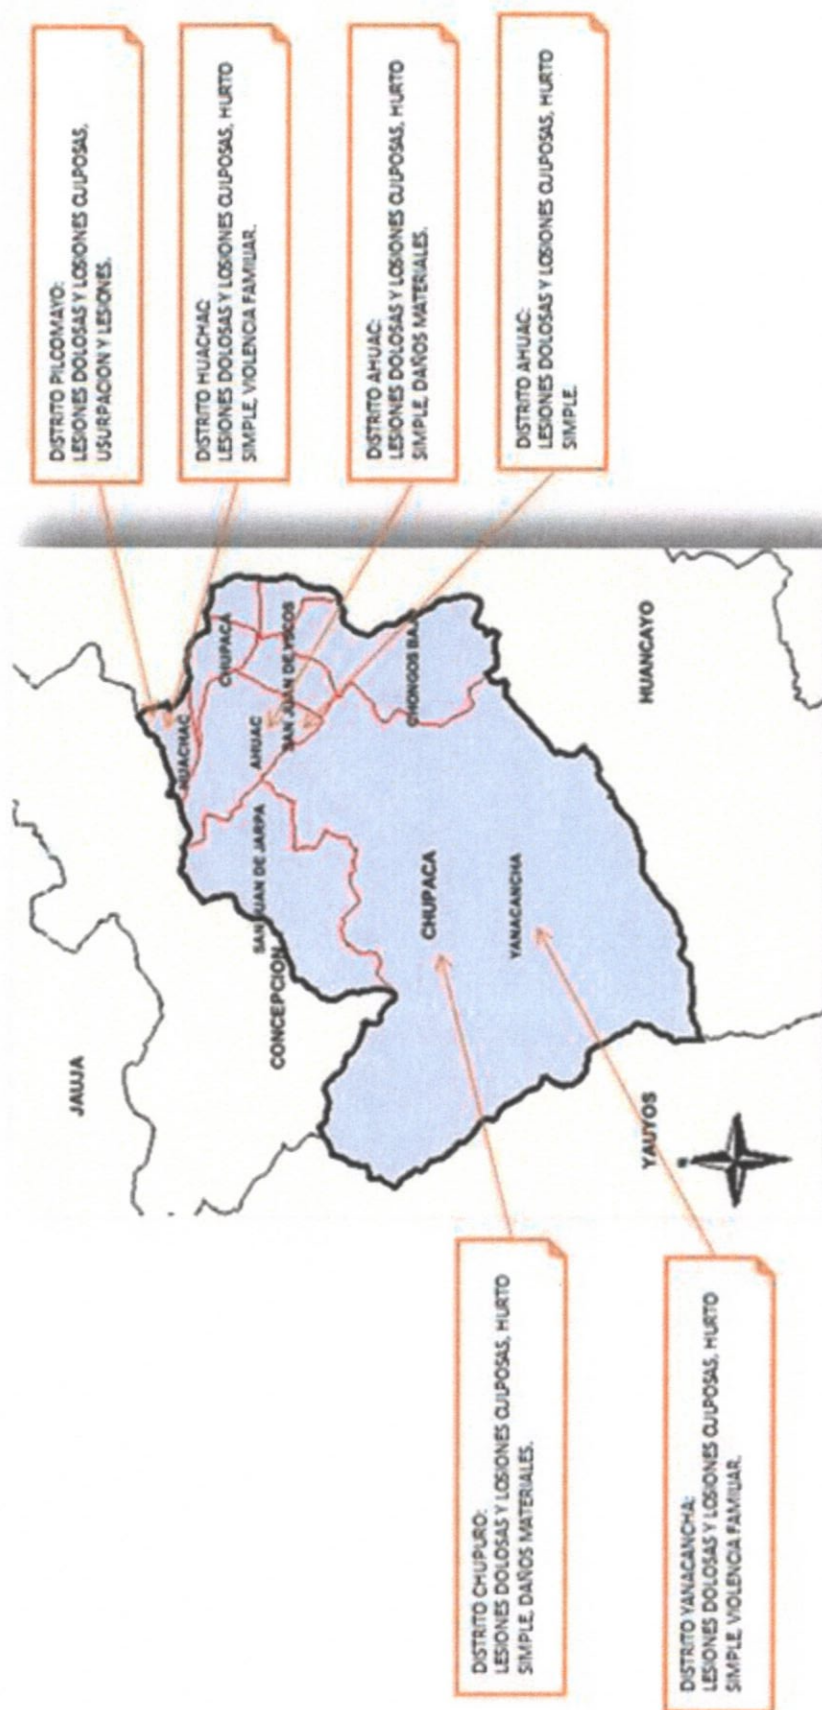 DISTRITO PILCOMAYO:
LESIONES DOLOSAS Y LOSIONES CULPOSAS,
USURPACION Y LESIONES.
DISTRITO HUACHAC:
LESIONES DOLOSAS Y LOSIONES CULPOSAS, HURTO
SIMPLE, VIOLENCIA FAMILIAR.
DISTRITO AHUAC:
LESIONES DOLOSAS Y LOSIONES CULPOSAS, HURTO
SIMPLE, DAÑOS MATERIALES.
DISTRITO AHUAC:
LESIONES DOLOSAS Y LOSIONES CULPOSAS, HURTO
SIMPLE.
JAUJA
CONCEPCION
HUACHAC
CHUPACA
AHUAC
SAN JUAN DE YSCOS
SAN JUAN DE JARPA
CHONGOS BAJO
CHUPACA
YANACANCHA
HUANCAYO
YAUYOS
DISTRITO CHUPURO:
LESIONES DOLOSAS Y LOSIONES CULPOSAS, HURTO
SIMPLE, DAÑOS MATERIALES.
DISTRITO YANACANCHA:
LESIONES DOLOSAS Y LOSIONES CULPOSAS, HURTO
SIMPLE, VIOLENCIA FAMILIAR.